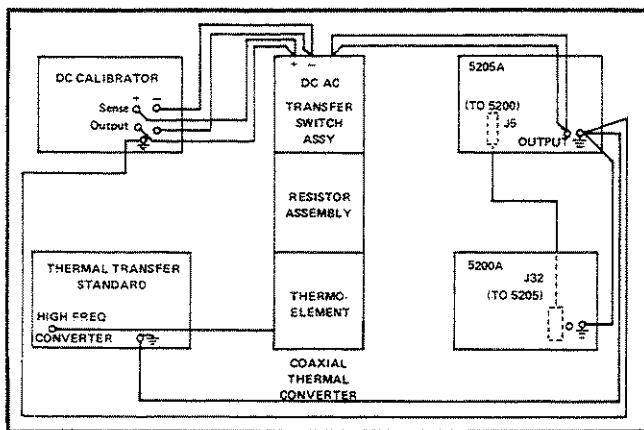 DC CALIBRATOR
+ −
Sense
Output
+ −
DC AC
TRANSFER
SWITCH
ASSY
RESISTOR
ASSEMBLY
THERMO-
ELEMENT
COAXIAL
THERMAL
CONVERTER
5205A
(TO 5200)
J5
OUTPUT
THERMAL TRANSFER
STANDARD
HIGH FREQ
CONVERTER
5200A
J32
(TO 5205)